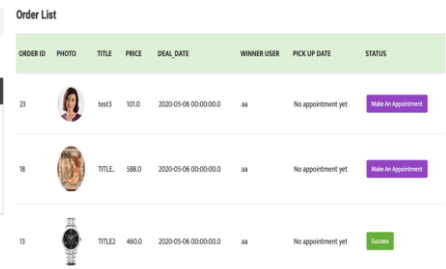 Order List
ORDER ID PHOTO TITLE PRICE DEAL_DATE WINNER USER PICK UP DATE STATUS
23 test3 101.0 2020-05-06 00:00:00.0 aa No appointment yet Make An Appointment
18 TITLE_ 588.0 2020-05-06 00:00:00.0 aa No appointment yet Make An Appointment
13 TITLE2 460.0 2020-05-06 00:00:00.0 aa No appointment yet Success